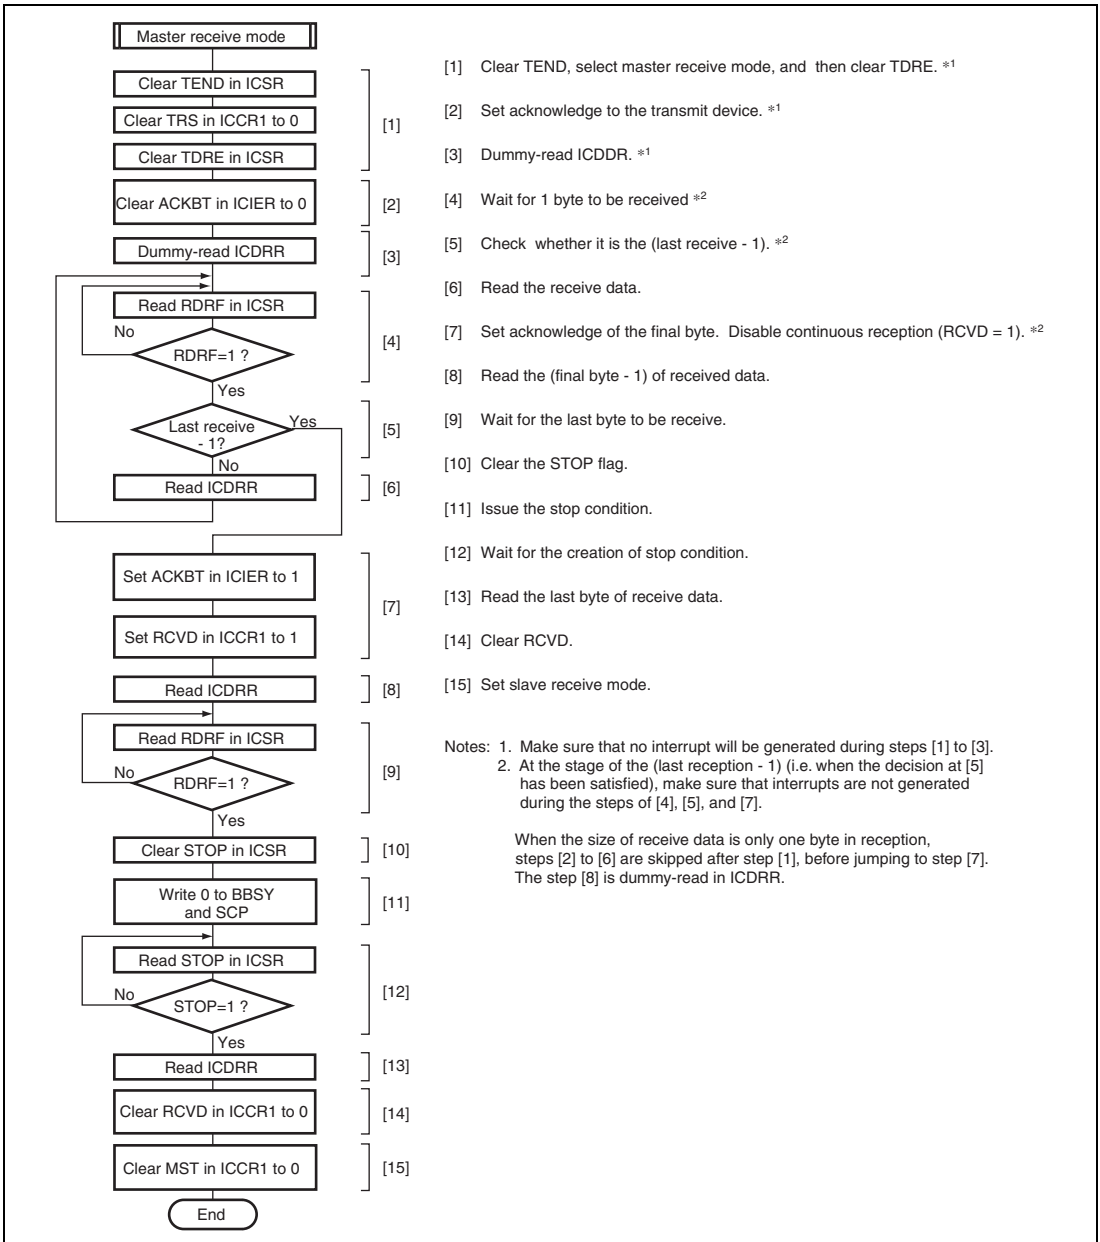 Master receive mode
Clear TEND in ICSR
Clear TRS in ICCR1 to 0
Clear TDRE in ICSR
[1]
Clear ACKBT in ICIER to 0
[2]
Dummy-read ICDRR
[3]
Read RDRF in ICSR
No
RDRF=1 ?
[4]
Yes
Last receive
- 1?
Yes
[5]
No
Read ICDRR
[6]
Set ACKBT in ICIER to 1
[7]
Set RCVD in ICCR1 to 1
Read ICDRR
[8]
Read RDRF in ICSR
No
RDRF=1 ?
[9]
Yes
Clear STOP in ICSR
[10]
Write 0 to BBSY
and SCP
[11]
Read STOP in ICSR
No
STOP=1 ?
[12]
Yes
Read ICDRR
[13]
Clear RCVD in ICCR1 to 0
[14]
Clear MST in ICCR1 to 0
[15]
End
[1] Clear TEND, select master receive mode, and then clear TDRE. *1
[2] Set acknowledge to the transmit device. *1
[3] Dummy-read ICDDR. *1
[4] Wait for 1 byte to be received *2
[5] Check whether it is the (last receive - 1). *2
[6] Read the receive data.
[7] Set acknowledge of the final byte. Disable continuous reception (RCVD = 1). *2
[8] Read the (final byte - 1) of received data.
[9] Wait for the last byte to be receive.
[10] Clear the STOP flag.
[11] Issue the stop condition.
[12] Wait for the creation of stop condition.
[13] Read the last byte of receive data.
[14] Clear RCVD.
[15] Set slave receive mode.
Notes: 1. Make sure that no interrupt will be generated during steps [1] to [3].
2. At the stage of the (last reception - 1) (i.e. when the decision at [5]
has been satisfied), make sure that interrupts are not generated
during the steps of [4], [5], and [7].
When the size of receive data is only one byte in reception,
steps [2] to [6] are skipped after step [1], before jumping to step [7].
The step [8] is dummy-read in ICDRR.